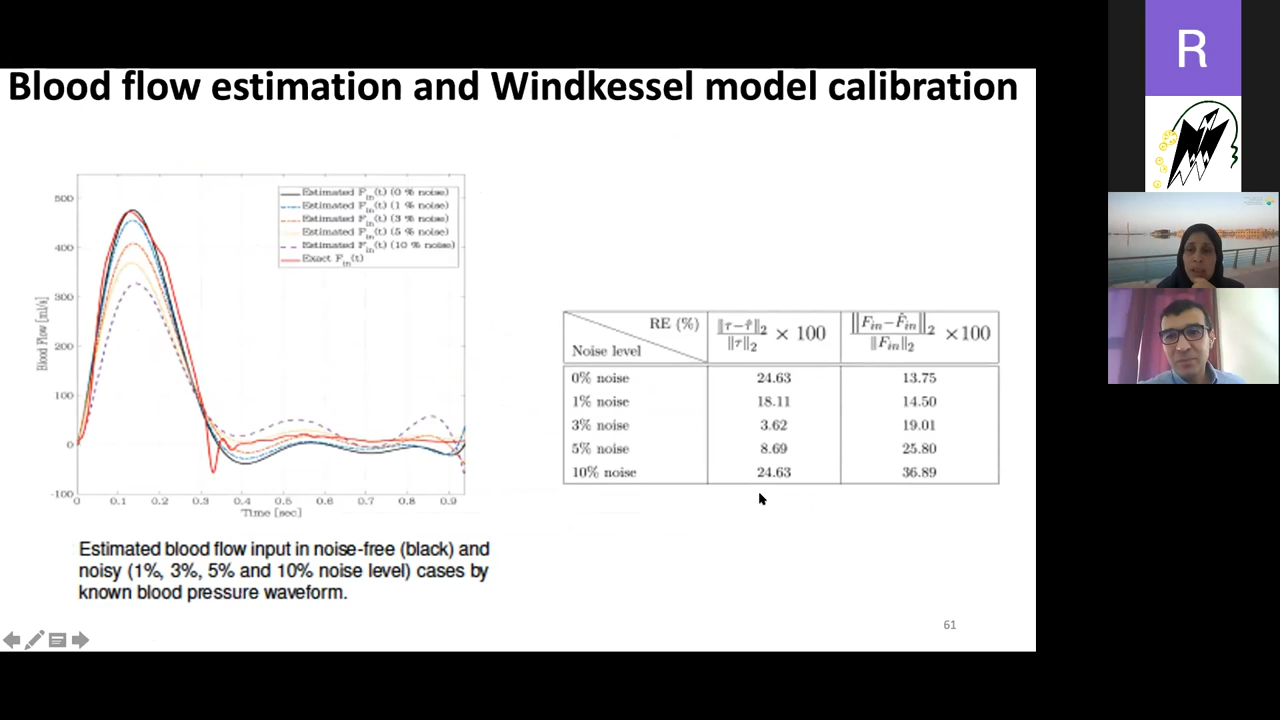 Blood flow estimation and Windkessel model calibration
500
400
300
200
100
0
-100
0 0.1 0.2 0.3 0.4 0.5 0.6 0.7 0.8 0.9
Blood Flow [ml/s]
Time [sec]
Estimated F_in(t) (0 % noise)
Estimated F_in(t) (1 % noise)
Estimated F_in(t) (3 % noise)
Estimated F_in(t) (5 % noise)
Estimated F_in(t) (10 % noise)
Exact F_in(t)
Estimated blood flow input in noise-free (black) and
noisy (1%, 3%, 5% and 10% noise level) cases by
known blood pressure waveform.
RE (%)
Noise level
‖τ−τ̂‖₂ / ‖τ‖₂ × 100
‖F_in−F̂_in‖₂ / ‖F_in‖₂ ×100
0% noise 24.63 13.75
1% noise 18.11 14.50
3% noise 3.62 19.01
5% noise 8.69 25.80
10% noise 24.63 36.89
61
R